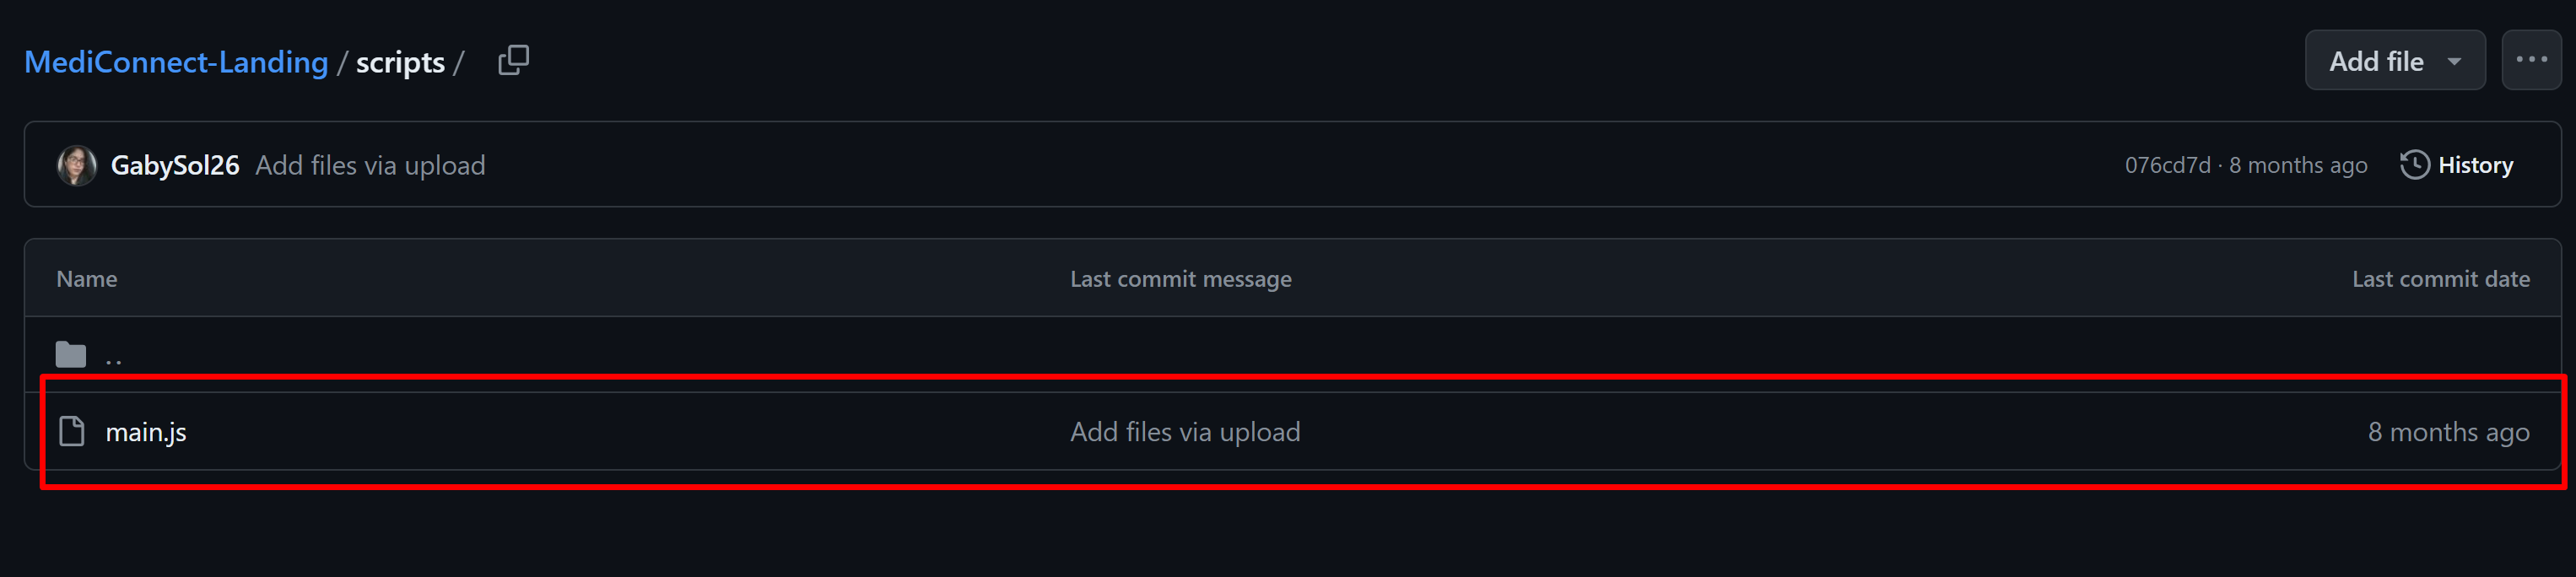 MediConnect-Landing / scripts /
Add file
GabySol26 Add files via upload
076cd7d · 8 months ago
History
Name Last commit message Last commit date
..
main.js Add files via upload 8 months ago